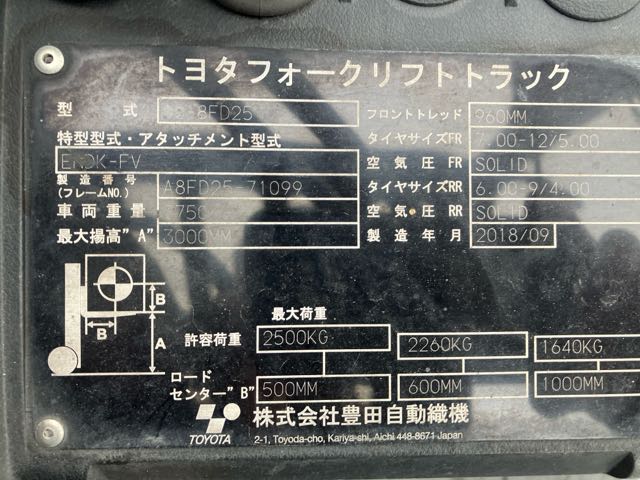 トヨタフォークリフトトラック
型 式 8FD25 フロントトレッド 960MM
特型型式・アタッチメント型式 タイヤサイズFR 7.00-12/5.00
ENDK-FV 空気圧FR SOLID
製造番号(フレームNO.) A8FD25-71099 タイヤサイズRR 6.00-9/4.00
車両重量 空気圧RR SOLID
最大揚高"A" 3000MM 製造年月 2018/09
B
B
A
最大荷重
許容荷重 2500KG 2260KG 1640KG
ロードセンター"B" 500MM 600MM 1000MM
TOYOTA 株式会社豊田自動織機
2-1, Toyoda-cho, Kariya-shi, Aichi 448-8671 Japan